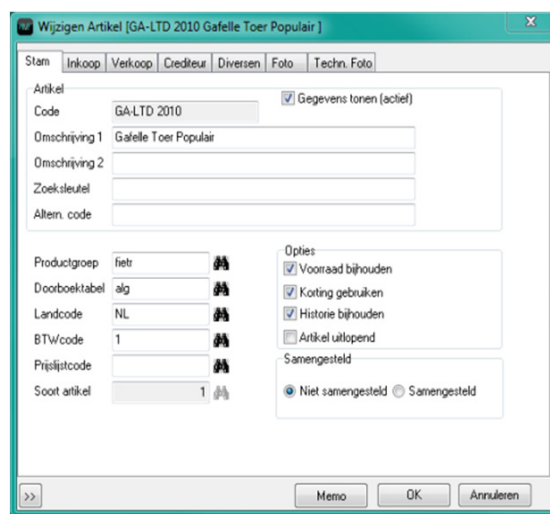 Wijzigen Artikel [GA-LTD 2010 Gafelle Toer Populair ]
X
Stam Inkoop Verkoop Crediteur Diversen Foto Techn. Foto
Artikel
Gegevens tonen (actief)
Code GA-LTD 2010
Omschrijving 1 Gafelle Toer Populair
Omschrijving 2
Zoeksleutel
Altern. code
Productgroep fietr
Doorboektabel alg
Landcode NL
BTWcode 1
Prijslijstcode
Soort artikel 1
Opties
Voorraad bijhouden
Korting gebruiken
Historie bijhouden
Artikel uitlopend
Samengesteld
Niet samengesteld Samengesteld
>> Memo OK Annuleren